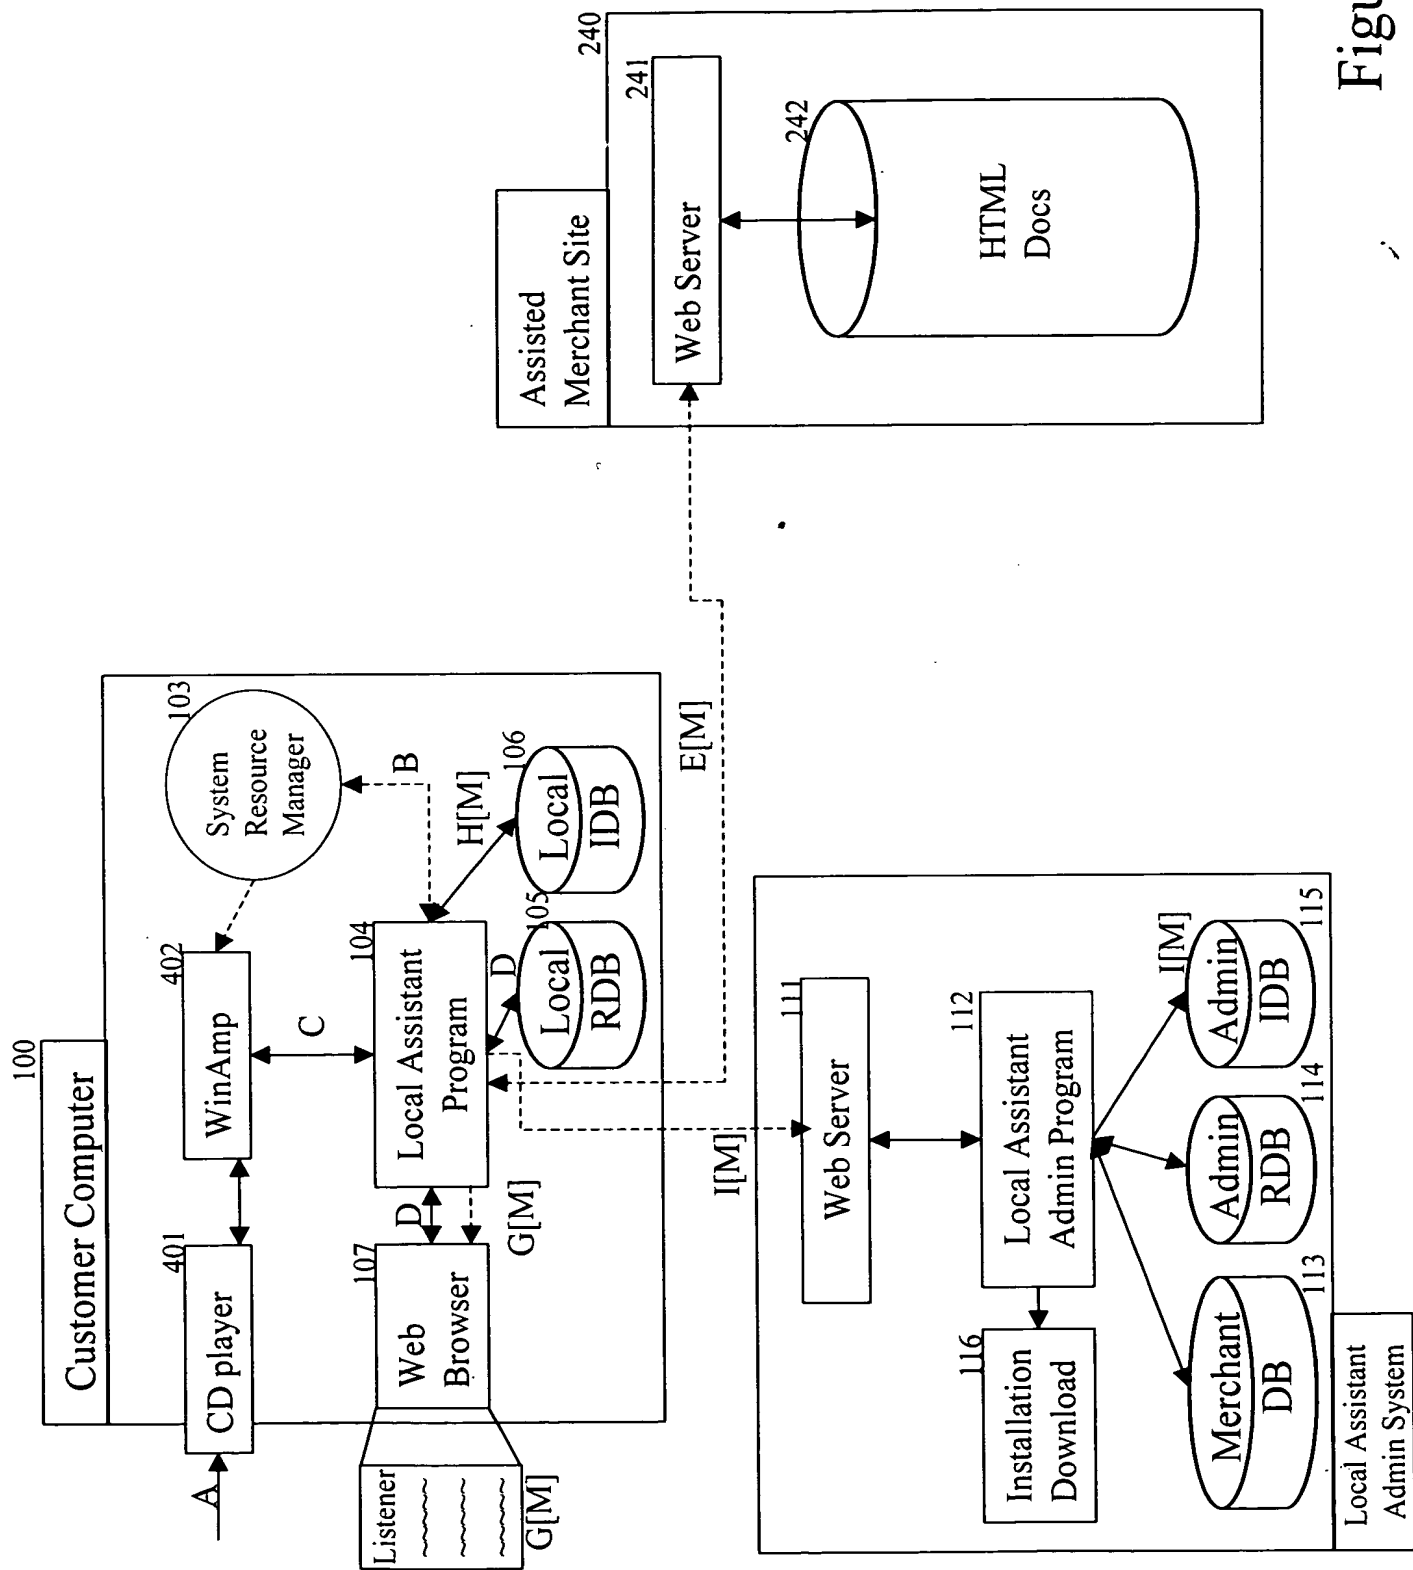 100
Customer Computer
A
401
CD player
402
WinAmp
103
System
Resource
Manager
C
B
Listener
G[M]
107
Web
Browser
D
G[M]
104
Local Assistant
Program
D
H[M]
105
Local
RDB
106
Local
IDB
E[M]
I[M]
Assisted
Merchant Site
240
241
Web Server
242
HTML
Docs
111
Web Server
112
Local Assistant
Admin Program
116
Installation
Download
I[M]
Merchant
DB
113
Admin
RDB
114
Admin
IDB
115
Local Assistant
Admin System